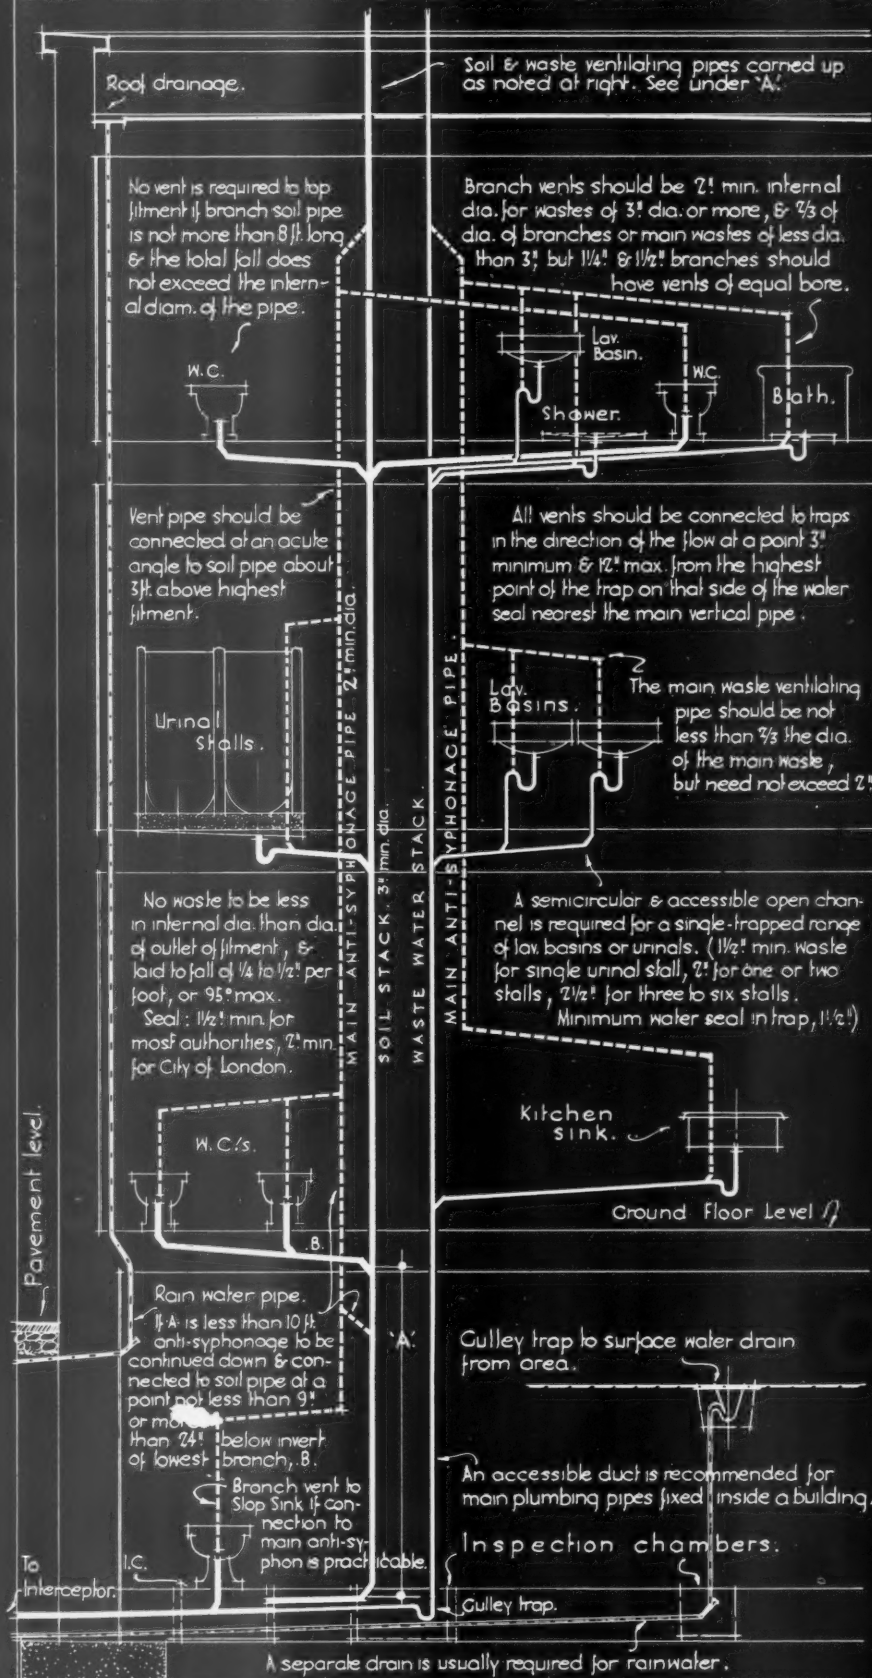 Roof drainage.
Soil & waste ventilating pipes carried up
as noted at right. See under 'A'.
No vent is required to top
fitment if branch soil pipe
is not more than 8 ft. long
& the total fall does
not exceed the intern-
al diam. of the pipe.
Branch vents should be 2" min. internal
dia. for wastes of 3" dia. or more, & 2/3 of
dia. of branches or main wastes of less dia.
than 3", but 1¼" & 1½" branches should
have vents of equal bore.
W.C.
Lav.
Basin.
Shower.
W.C.
Bath.
Vent pipe should be
connected at an acute
angle to soil pipe about
3ft. above highest
fitment.
All vents should be connected to traps
in the direction of the flow at a point 3"
minimum & 12" max. from the highest
point of the trap on that side of the water
seal nearest the main vertical pipe.
Urinal
Stalls.
Lav.
Basins.
The main waste ventilating
pipe should be not
less than 2/3 the dia.
of the main waste,
but need not exceed 2"
MAIN ANTI-SYPHONAGE PIPE 2" min. dia.
SOIL STACK. 3" min. dia.
WASTE WATER STACK.
MAIN ANTI-SYPHONAGE PIPE.
No waste to be less
in internal dia. than dia.
of outlet of fitment, &
laid to fall of ¼ to ½" per
foot, or 95° max.
Seal: 1½" min. for
most authorities, 2" min.
for City of London.
A semicircular & accessible open chan-
nel is required for a single-trapped range
of lav. basins or urinals. (1½" min. waste
for single urinal stall, 2" for one or two
stalls, 2½" for three to six stalls.
Minimum water seal in trap, 1½")
Kitchen
sink.
W.C.'s.
Ground Floor Level
Pavement level.
.B.
Rain water pipe.
If A is less than 10 ft.
anti-syphonage to be
continued down & con-
nected to soil pipe at a
point not less than 9"
or more
than 24" below invert
of lowest branch, .B.
'A'.
Gulley trap to surface water drain
from area.
Branch vent to
Slop Sink if con-
nection to
main anti-sy-
phon is practicable.
An accessible duct is recommended for
main plumbing pipes fixed inside a building.
Inspection chambers.
To
Interceptor.
I.C.
Gulley trap.
A separate drain is usually required for rainwater.